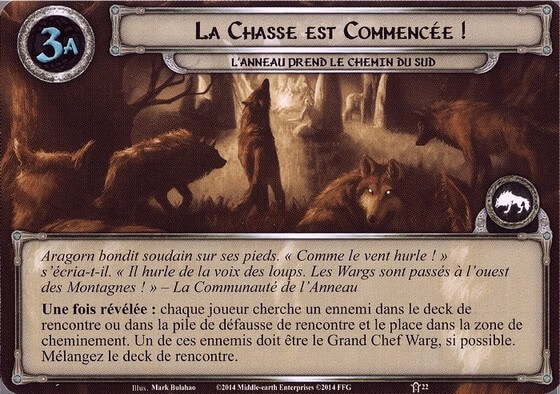 3A
La Chasse est Commencée !
L'anneau prend le chemin du sud
Aragorn bondit soudain sur ses pieds. « Comme le vent hurle ! »
s'écria-t-il. « Il hurle de la voix des loups. Les Wargs sont passés à l'ouest
des Montagnes ! » – La Communauté de l'Anneau
Une fois révélée : chaque joueur cherche un ennemi dans le deck de
rencontre ou dans la pile de défausse de rencontre et le place dans la zone de
cheminement. Un de ces ennemis doit être le Grand Chef Warg, si possible.
Mélangez le deck de rencontre.
Illus. Mark Bulahao ©2014 Middle-earth Enterprises ©2014 FFG 22